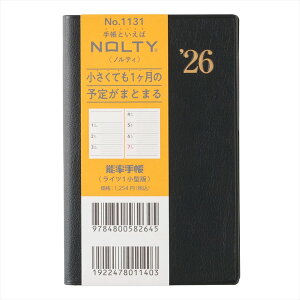 No.1131
手帳といえば
NOLTY
〈ノルティ〉
小さくても1ヶ月の
予定がまとまる
能率手帳
〈ライツ1小型版〉
価格:1,254円(税込)
9784800582645
1922478011403
'26